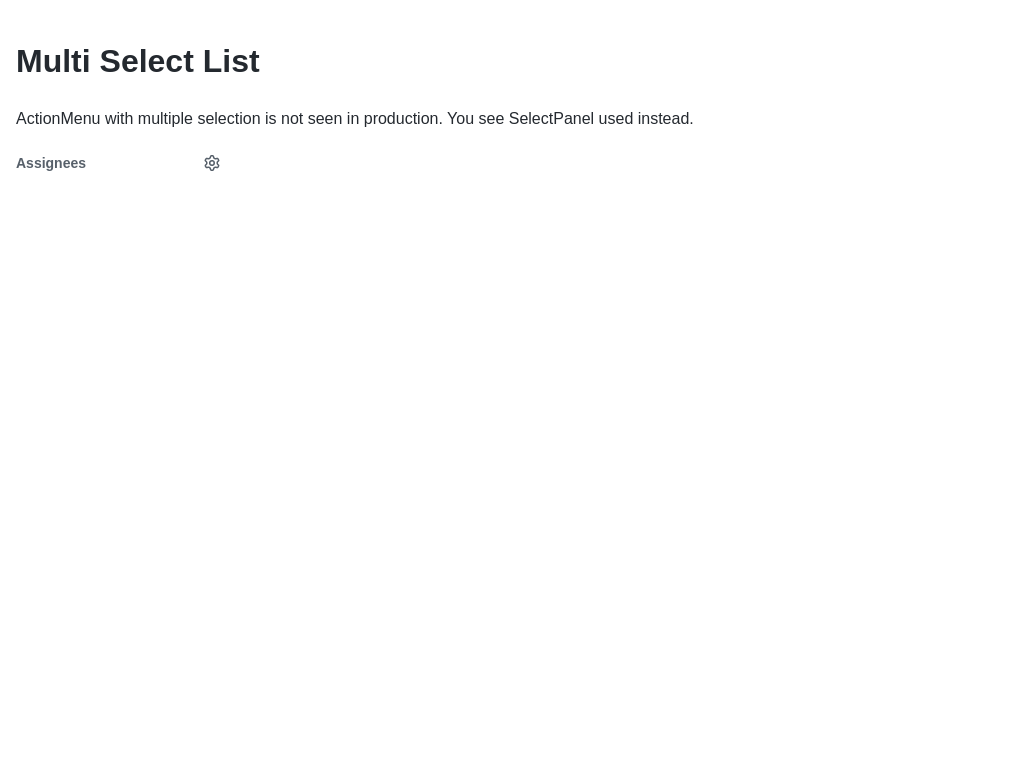 Multi Select List
ActionMenu with multiple selection is not seen in production. You see SelectPanel used instead.
Assignees